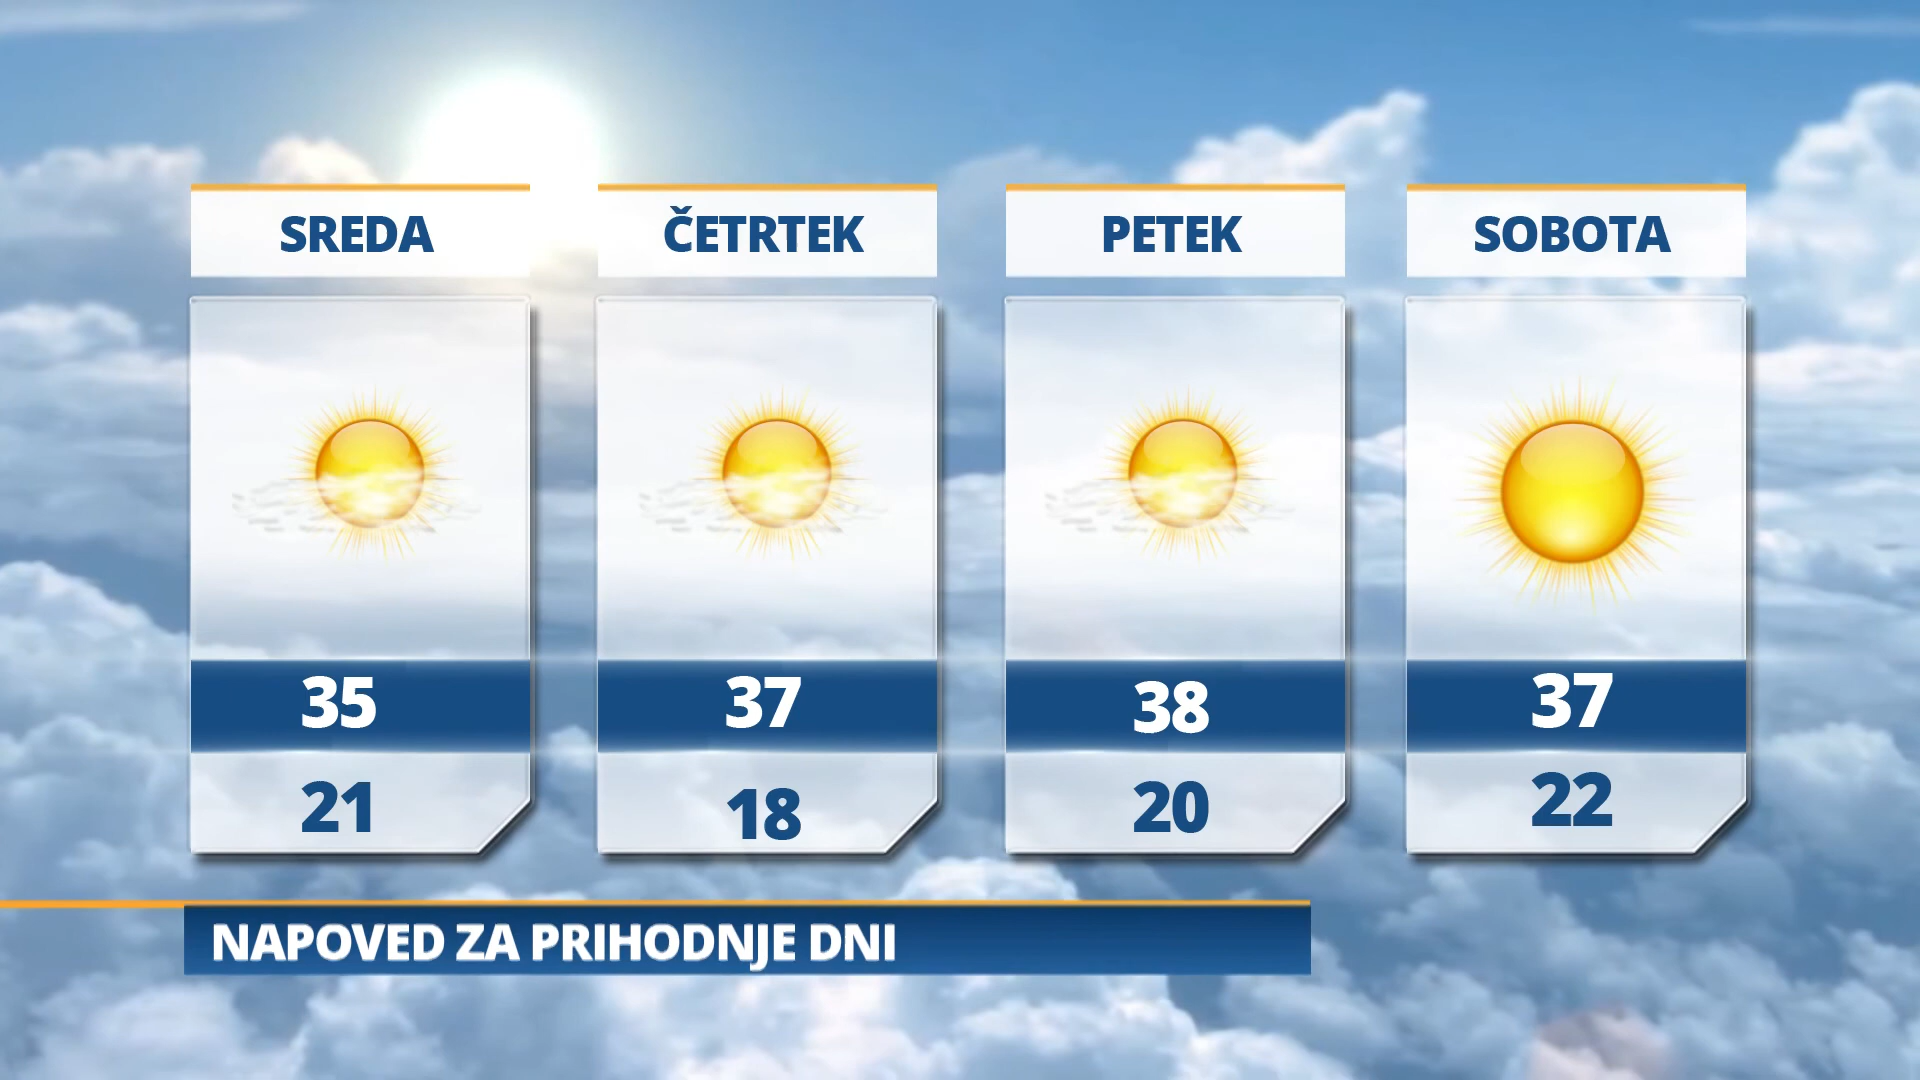 SREDA
ČETRTEK
PETEK
SOBOTA
35
37
38
37
21
18
20
22
NAPOVED ZA PRIHODNJE DNI